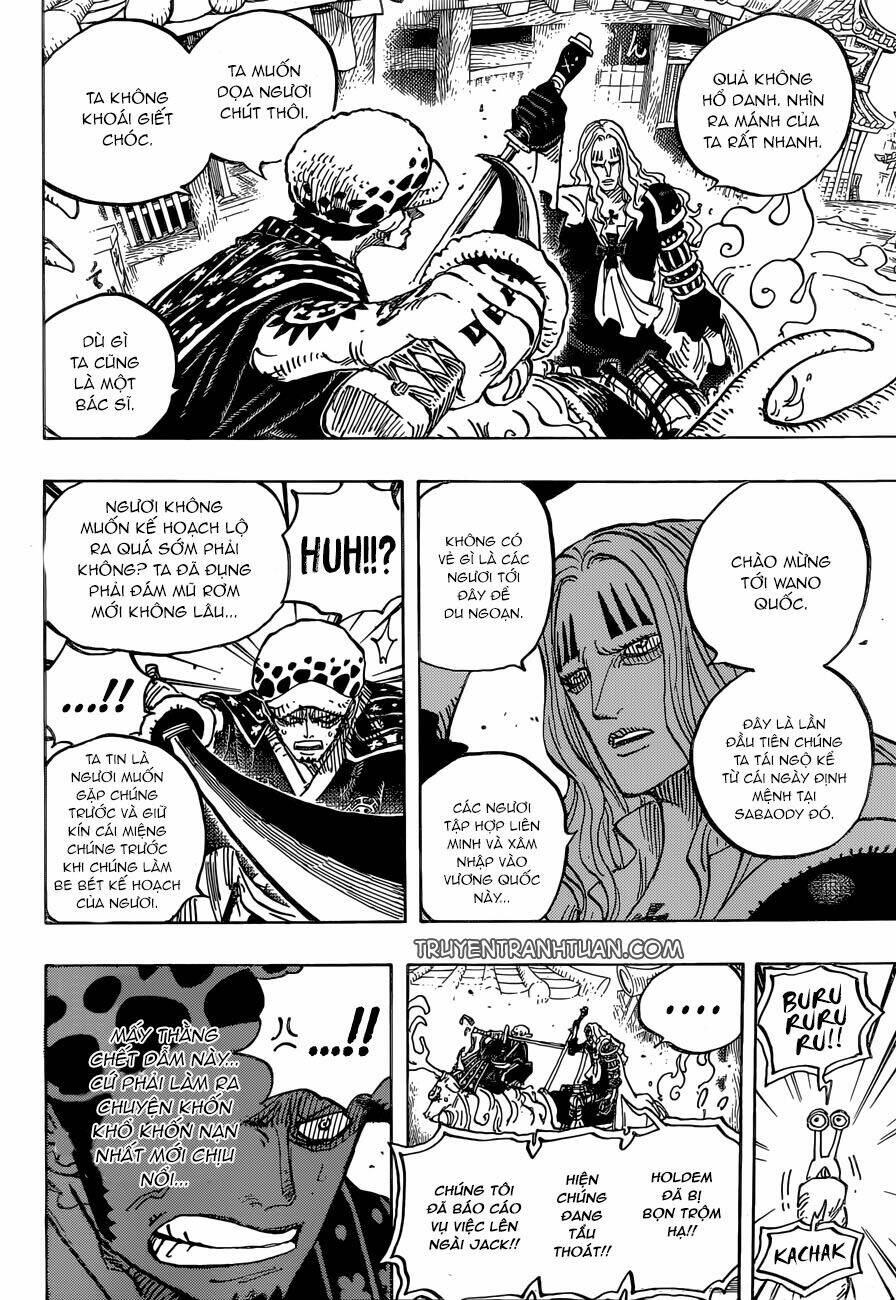 QUẢ KHÔNG
HỔ DANH. NHÌN
RA MÁNH CỦA
TA RẤT NHANH.
TA MUỐN
DỌA NGƯƠI
CHÚT THÔI.
TA KHÔNG
KHOÁI GIẾT
CHÓC.
DÙ GÌ
TA CŨNG
LÀ MỘT
BÁC SĨ.
CHÀO MỪNG
TỚI WANO
QUỐC.
ĐÂY LÀ LẦN
ĐẦU TIÊN CHÚNG
TA TÁI NGỘ KỂ
TỪ CÁI NGÀY ĐỊNH
MỆNH TẠI
SABAODY ĐÓ.
KHÔNG CÓ
VẺ GÌ LÀ CÁC
NGƯƠI TỚI
ĐÂY ĐỂ
DU NGOẠN.
CÁC NGƯƠI
TẬP HỢP LIÊN
MINH VÀ XÂM
NHẬP VÀO
VƯƠNG QUỐC
NÀY...
HUH!!?
NGƯƠI KHÔNG
MUỐN KẾ HOẠCH LỘ
RA QUÁ SỚM PHẢI
KHÔNG? TA ĐÃ ĐỤNG
PHẢI ĐÁM MŨ RƠM
MỚI KHÔNG LÂU...
....!!
TA TIN LÀ
NGƯƠI MUỐN
GẶP CHÚNG
TRƯỚC VÀ GIỮ
KÍN CÁI MIỆNG
CHÚNG TRƯỚC
KHI CHÚNG LÀM
BE BÉT KẾ HOẠCH
CỦA NGƯƠI.
TRUYENTRANHTUAN.COM
BURU
RURU
RU!!
KACHAK
....
HOLDEM
ĐÃ BỊ
BỌN TRỘM
HẠ!!
HIỆN
CHÚNG
ĐANG
TẨU
THOÁT!!
CHÚNG TÔI
ĐÃ BÁO CÁO
VỤ VIỆC LÊN
NGÀI JACK!!
....!!
MẤY THẰNG
CHẾT DẪM NÀY...
CỨ PHẢI LÀM RA
CHUYỆN KHỐN
KHỔ KHỐN NẠN
NHẤT MỚI CHỊU
NỔI...